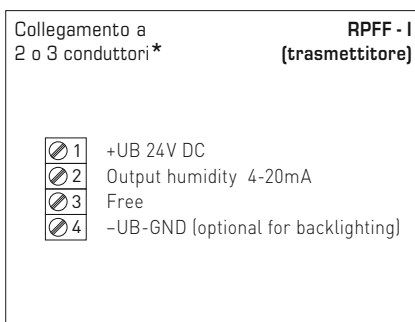 Collegamento a
2 o 3 conduttori*
RPFF - I
(trasmettitore)
1 +UB 24V DC
2 Output humidity 4-20mA
3 Free
4 –UB-GND (optional for backlighting)